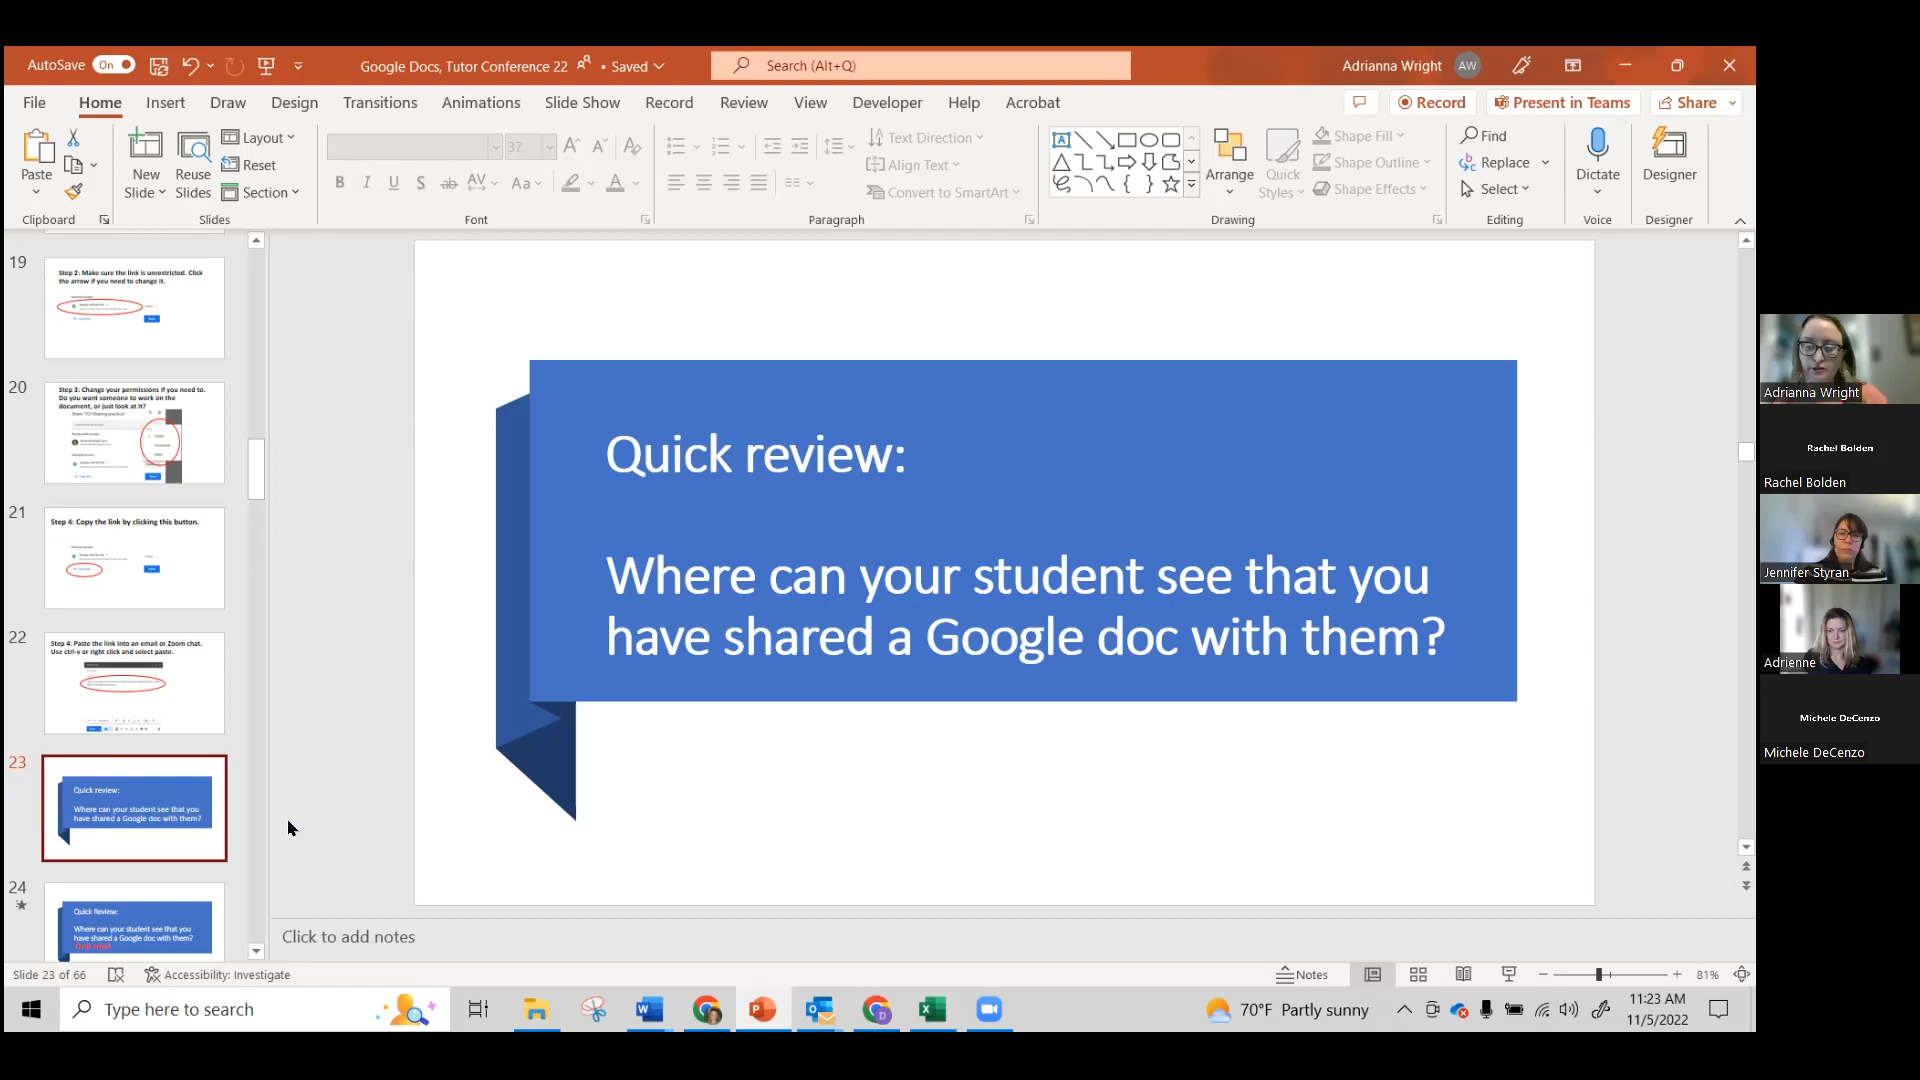 AutoSave On
Google Docs, Tutor Conference 22 • Saved
Search (Alt+Q)
Adrianna Wright AW
File Home Insert Draw Design Transitions Animations Slide Show Record Review View Developer Help Acrobat
Record Present in Teams Share
Paste
New Slide
Reuse Slides
Layout
Reset
Section
37
B I U S ab AV Aa A
Text Direction
Align Text
Convert to SmartArt
Arrange
Quick Styles
Shape Fill
Shape Outline
Shape Effects
Find
Replace
Select
Dictate
Designer
Clipboard Slides Font Paragraph Drawing Editing Voice Designer
19
Step 2: Make sure the link is unrestricted. Click
the arrow if you need to change it.
20
Step 3: Change your permissions if you need to.
Do you want someone to work on the
document, or just look at it?
21
Step 4: Copy the link by clicking this button.
22
Step 4: Paste the link into an email or Zoom chat.
Use ctrl-v or right click and select paste.
23
Quick review:
Where can your student see that you
have shared a Google doc with them?
24
Quick Review:
Where can your student see that you
have shared a Google doc with them?
Quick review:
Where can your student see that you
have shared a Google doc with them?
Click to add notes
Slide 23 of 66
Accessibility: Investigate
Notes
81%
Type here to search
70°F Partly sunny
11:23 AM
11/5/2022
Adrianna Wright
Rachel Bolden
Rachel Bolden
Jennifer Styran
Adrienne
Michele DeCenzo
Michele DeCenzo